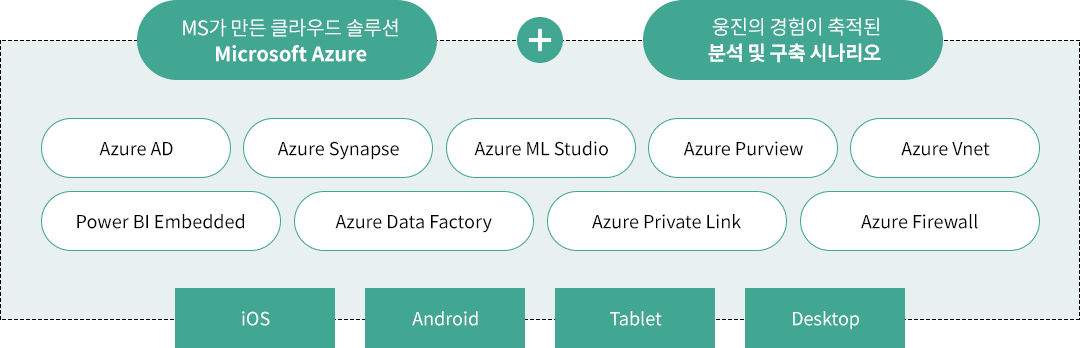 MS가 만든 클라우드 솔루션
Microsoft Azure
+
웅진의 경험이 축적된
분석 및 구축 시나리오
Azure AD
Azure Synapse
Azure ML Studio
Azure Purview
Azure Vnet
Power BI Embedded
Azure Data Factory
Azure Private Link
Azure Firewall
iOS
Android
Tablet
Desktop